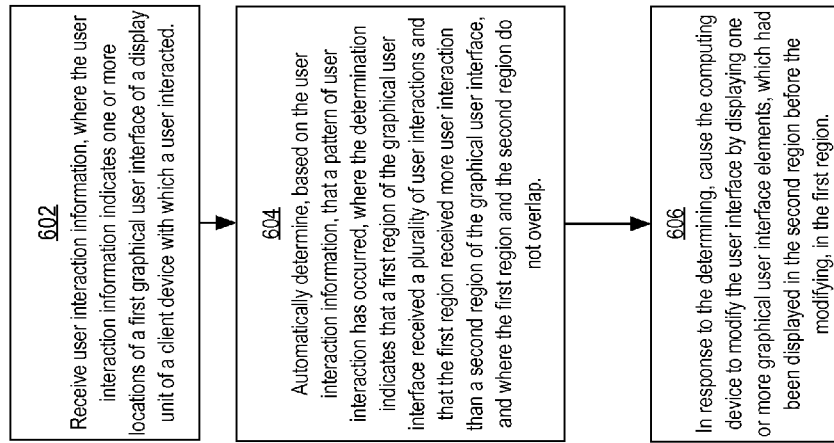 602
Receive user interaction information, where the user
interaction information indicates one or more
locations of a first graphical user interface of a display
unit of a client device with which a user interacted.
604
Automatically determine, based on the user
interaction information, that a pattern of user
interaction has occurred, where the determination
indicates that a first region of the graphical user
interface received a plurality of user interactions and
that the first region received more user interaction
than a second region of the graphical user interface,
and where the first region and the second region do
not overlap.
606
In response to the determining, cause the computing
device to modify the user interface by displaying one
or more graphical user interface elements, which had
been displayed in the second region before the
modifying, in the first region.